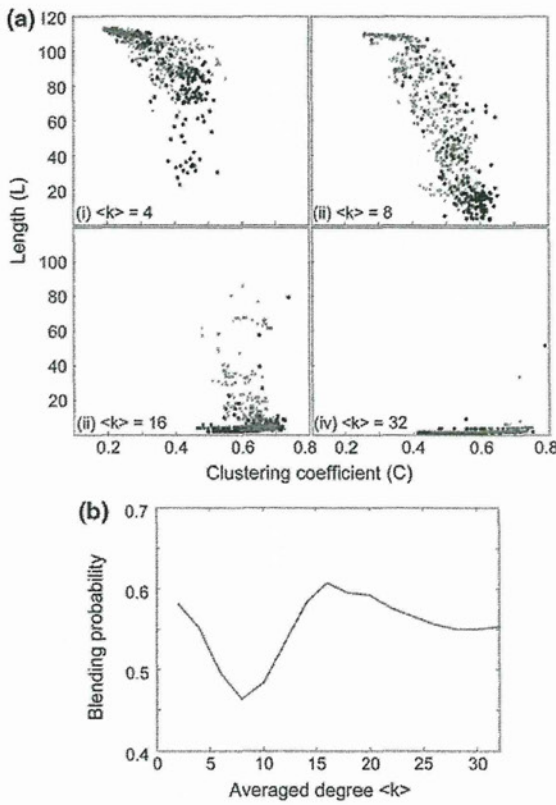 (a)
120
100
80
60
40
20
(i) <k> = 4
(ii) <k> = 8
Length (L)
100
80
60
40
20
(ii) <k> = 16
(iv) <k> = 32
0.2 0.4 0.6 0.8 0.2 0.4 0.6 0.8
Clustering coefficient (C)
(b)
0.7
0.6
0.5
0.4
Blending probability
0 5 10 15 20 25 30
Averaged degree <k>